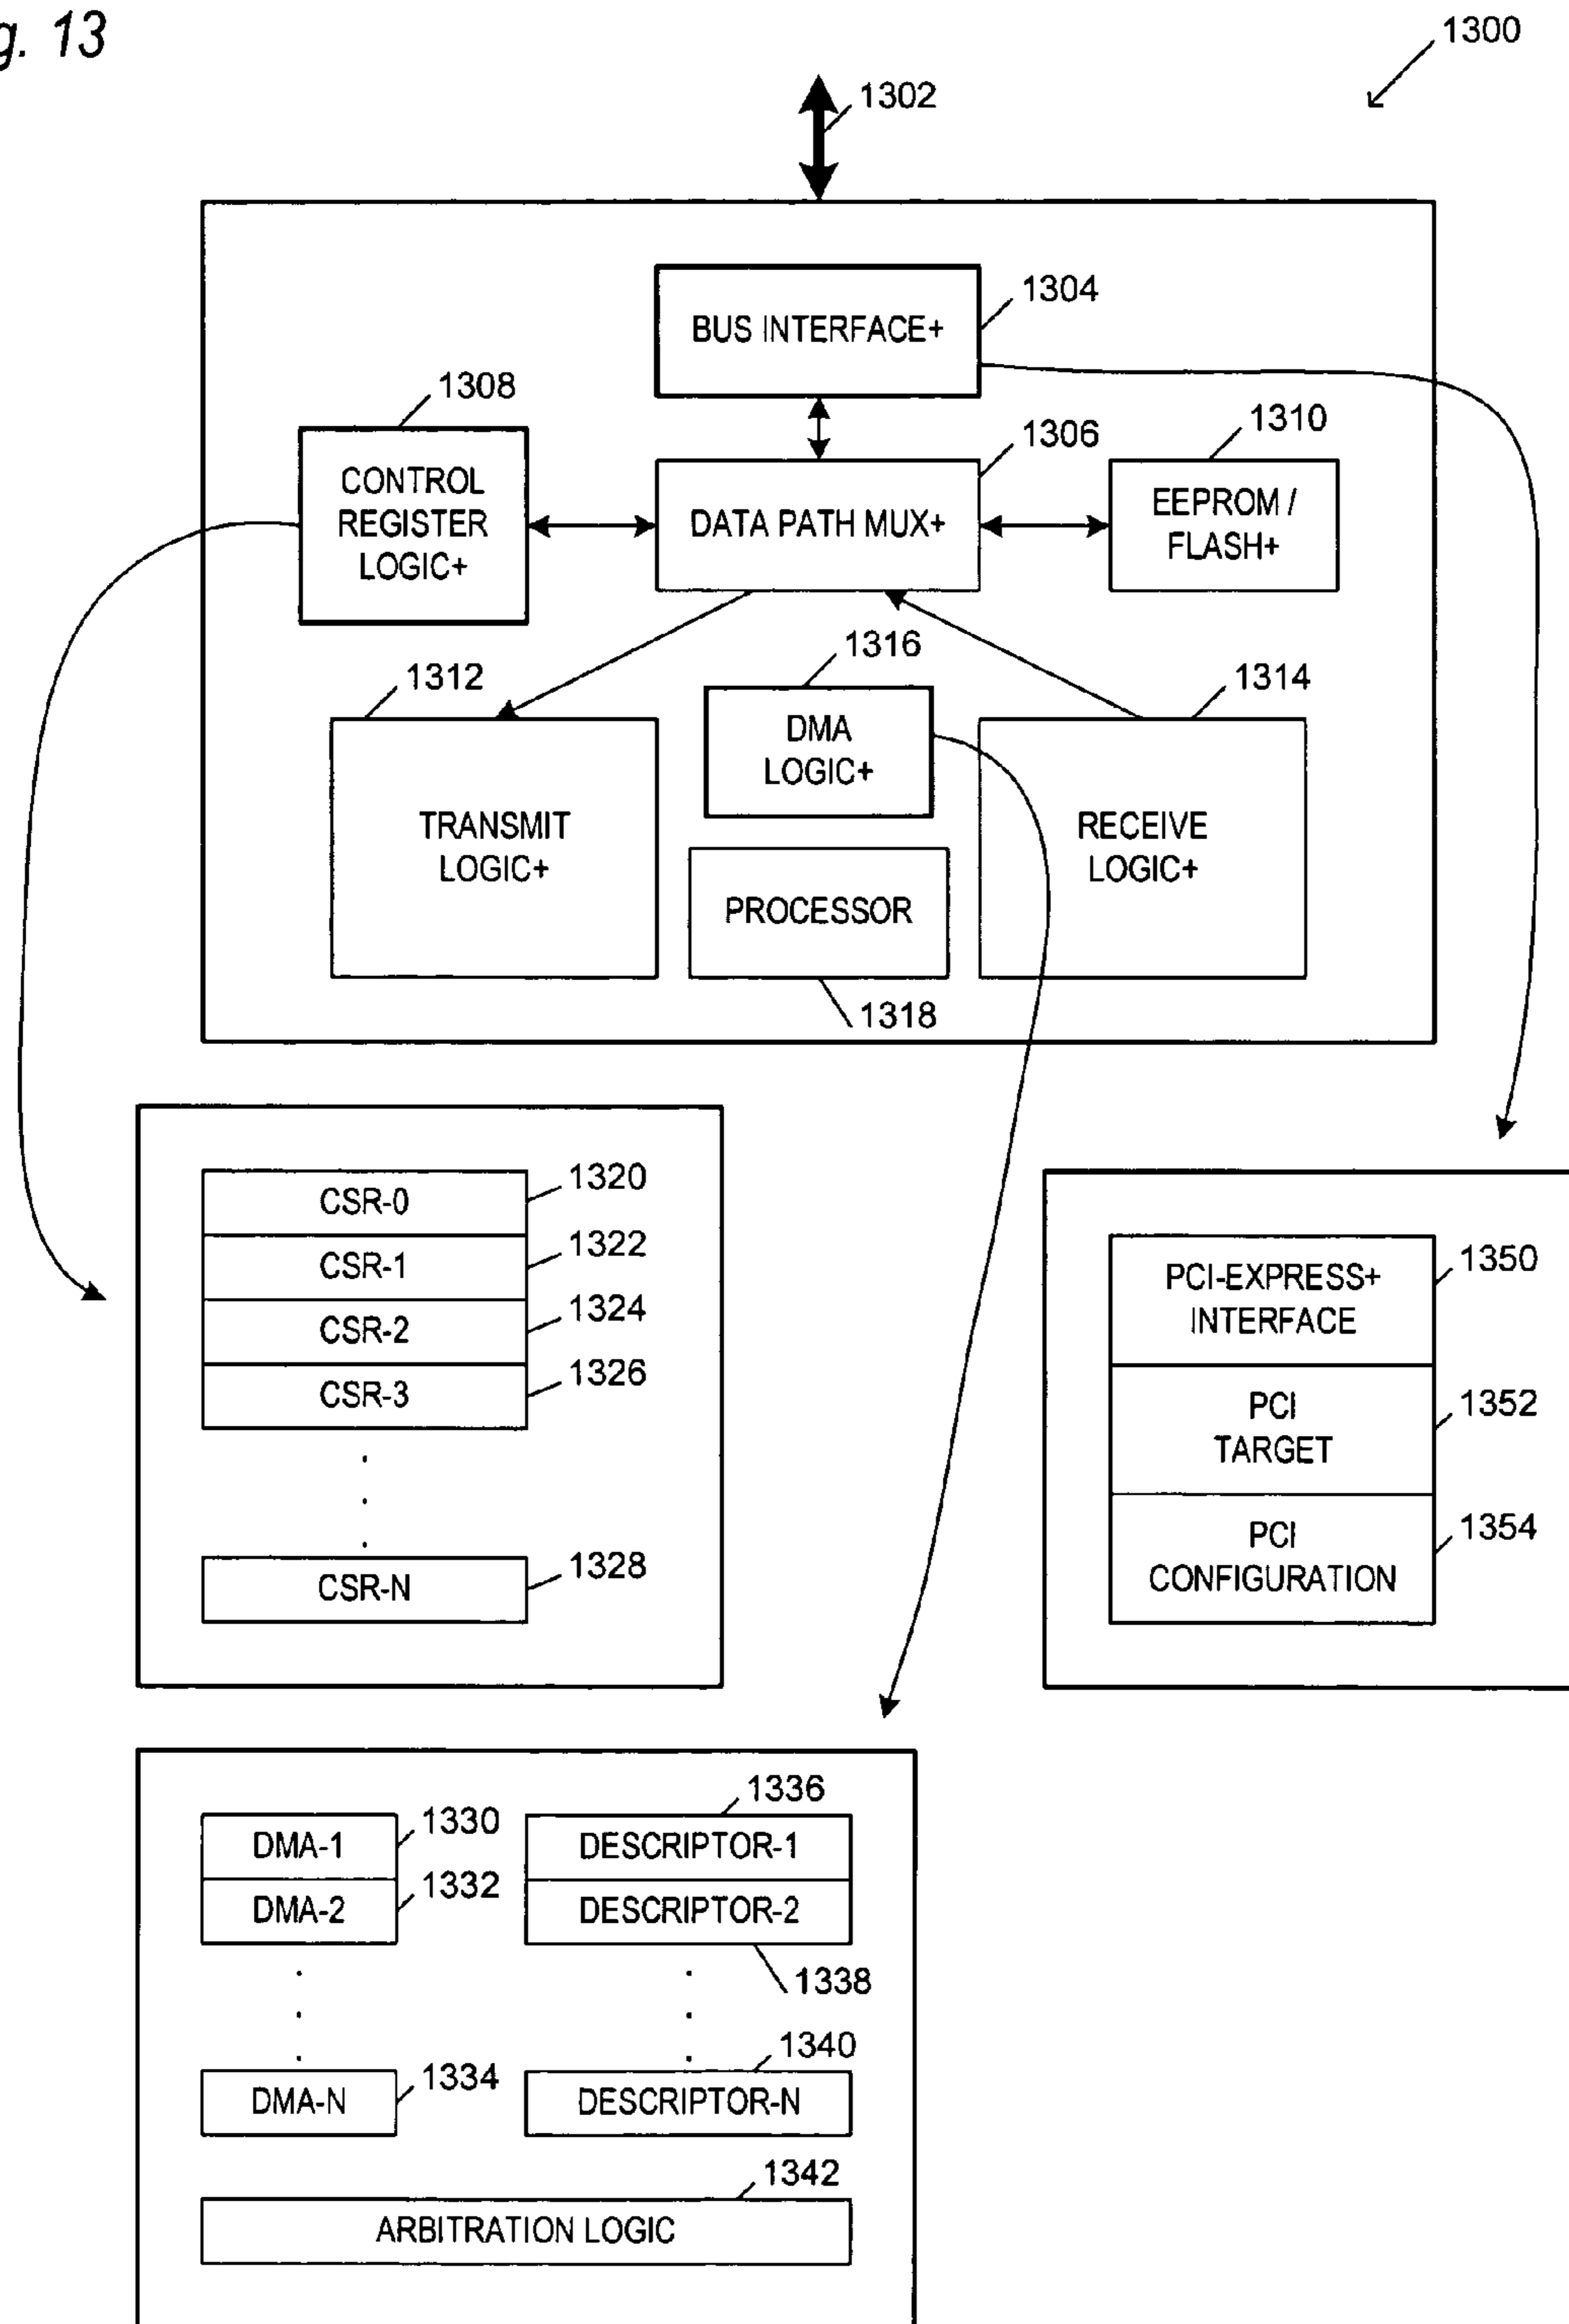 g. 13
1300
1302
BUS INTERFACE+
1304
1308
CONTROL
REGISTER
LOGIC+
DATA PATH MUX+
1306
1310
EEPROM /
FLASH+
1312
TRANSMIT
LOGIC+
1316
DMA
LOGIC+
1314
RECEIVE
LOGIC+
PROCESSOR
1318
CSR-0
1320
CSR-1
1322
CSR-2
1324
CSR-3
1326
CSR-N
1328
PCI-EXPRESS+
INTERFACE
1350
PCI
TARGET
1352
PCI
CONFIGURATION
1354
DMA-1
1330
DMA-2
1332
DMA-N
1334
1336
DESCRIPTOR-1
DESCRIPTOR-2
1338
1340
DESCRIPTOR-N
1342
ARBITRATION LOGIC